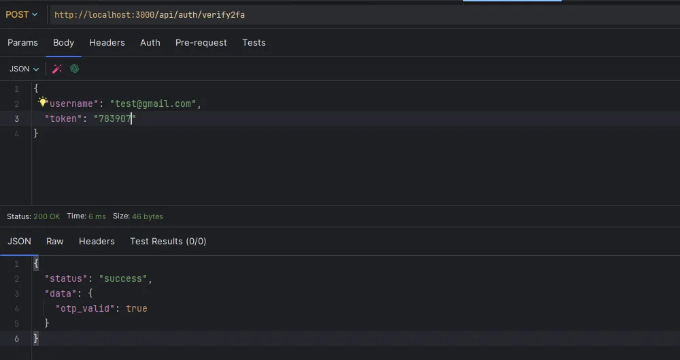 POST http://localhost:3000/api/auth/verify2fa
Params Body Headers Auth Pre-request Tests
JSON
1 {
2 "username": "test@gmail.com",
3 "token": "783907"
4 }
Status: 200 OK Time: 6 ms Size: 46 bytes
JSON Raw Headers Test Results (0/0)
1 {
2 "status": "success",
3 "data": {
4 "otp_valid": true
5 }
6 }